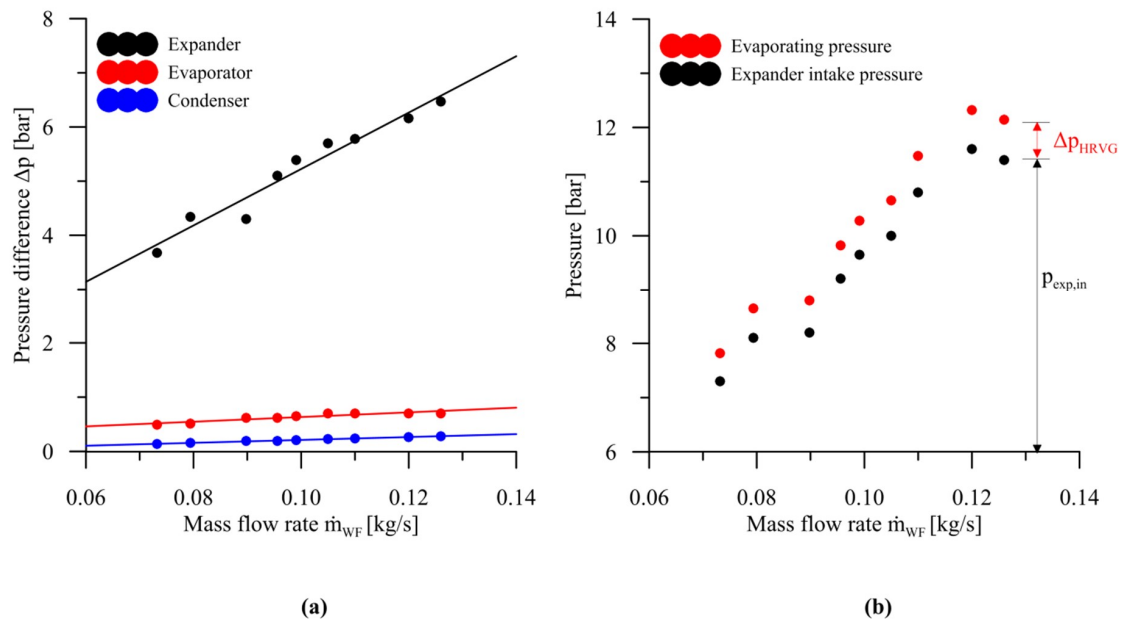 8
6
4
2
0
0.06 0.08 0.10 0.12 0.14
Pressure difference Δp [bar]
Mass flow rate ṁWF [kg/s]
Expander
Evaporator
Condenser
(a)
14
12
10
8
6
0.06 0.08 0.10 0.12 0.14
Pressure [bar]
Mass flow rate ṁWF [kg/s]
Evaporating pressure
Expander intake pressure
ΔpHRVG
pexp,in
(b)